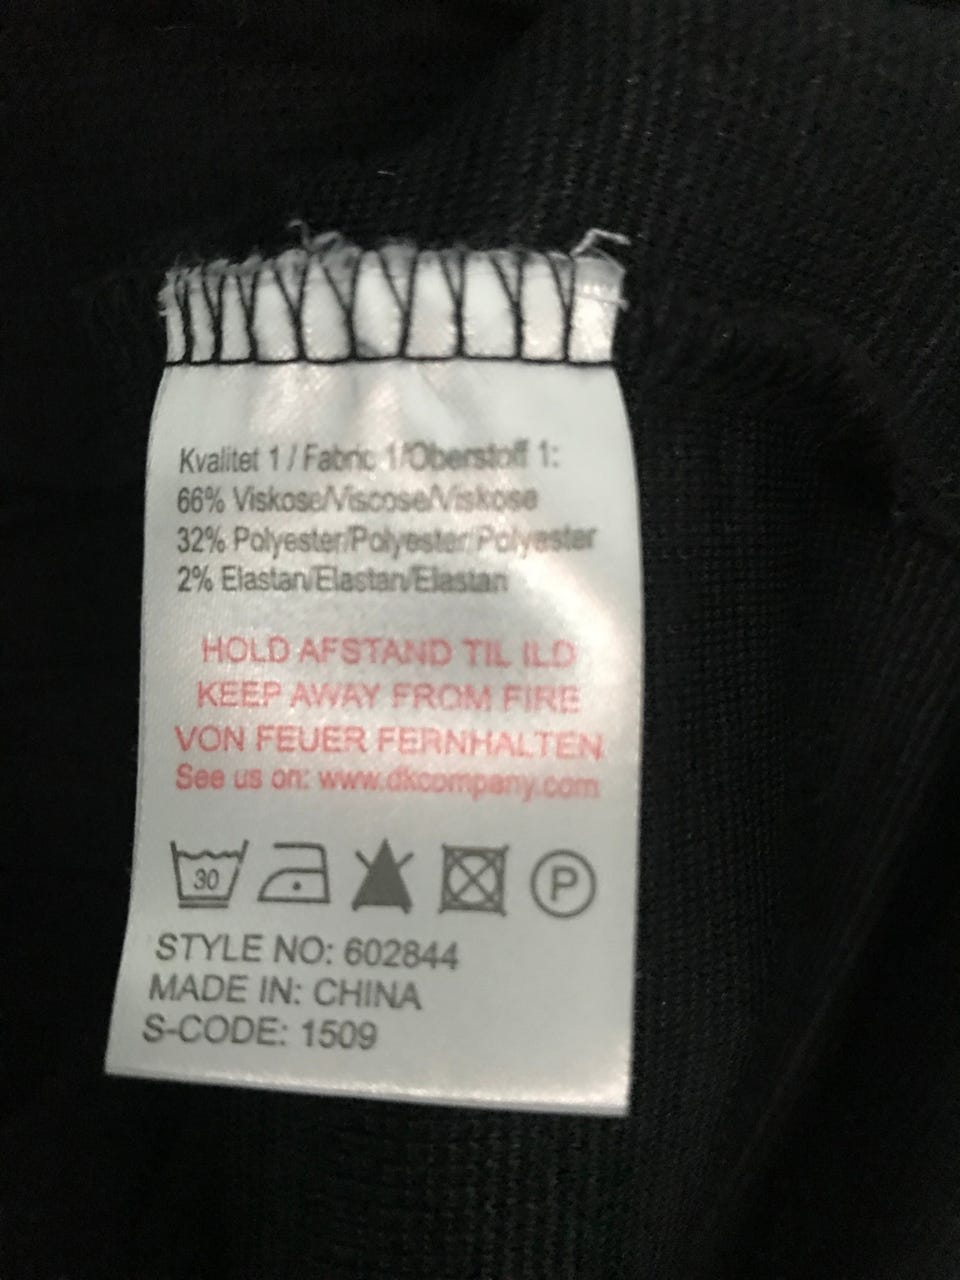 Kvalitet 1 / Fabric 1/Oberstoff 1:
66% Viskose/Viscose/Viskose
32% Polyester/Polyester/Polyester
2% Elastan/Elastan/Elastan
HOLD AFSTAND TIL ILD
KEEP AWAY FROM FIRE
VON FEUER FERNHALTEN
See us on: www.dkcompany.com
30 P
STYLE NO: 602844
MADE IN: CHINA
S-CODE: 1509